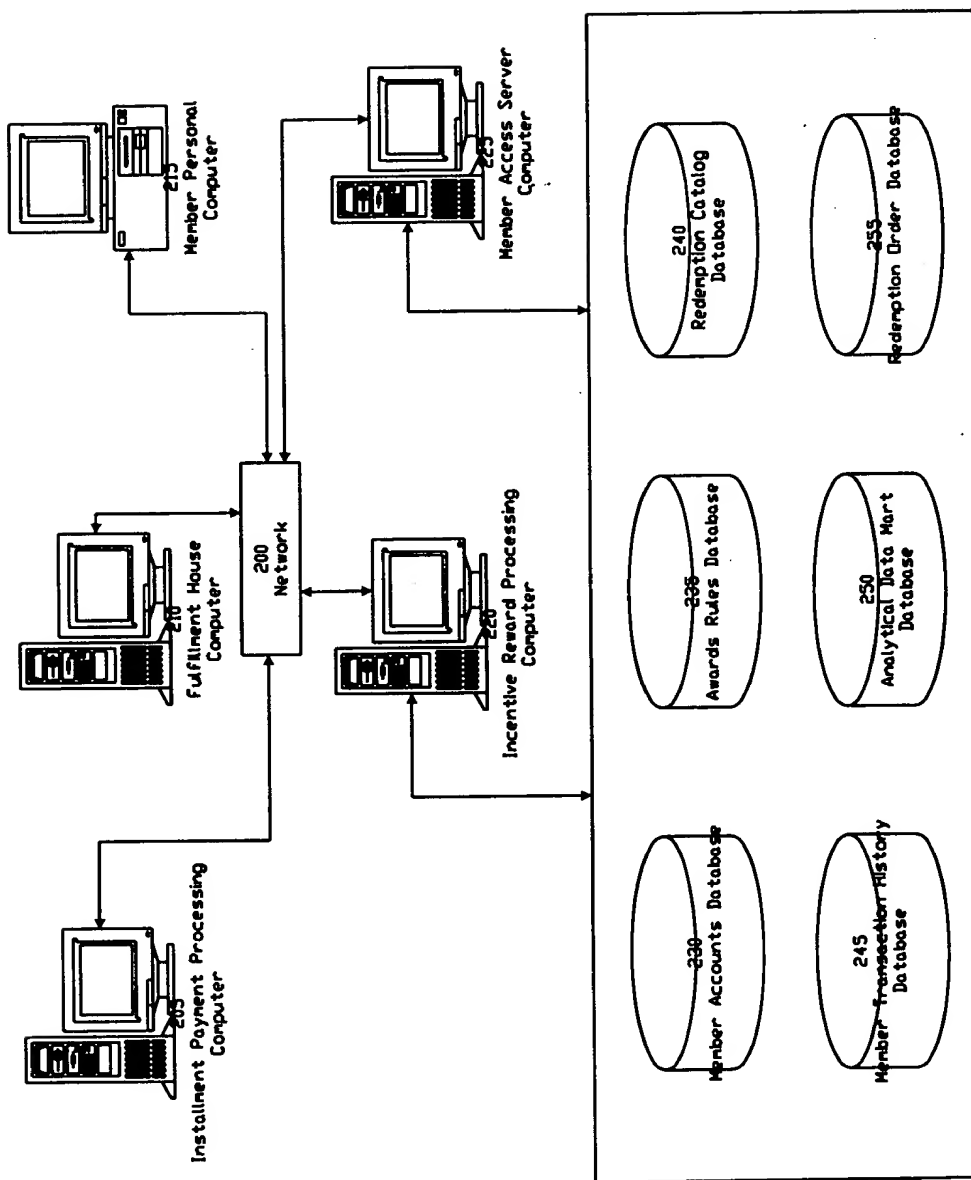 205
Installment Payment Processing
Computer
210
Fulfillment House
Computer
215
Member Personal
Computer
200
Network
220
Incentive Reward Processing
Computer
225
Member Access Server
Computer
230
Member Accounts Database
235
Awards Rules Database
240
Redemption Catalog
Database
245
Member Transaction History
Database
250
Analytical Data Mart
Database
255
Redemption Order Database